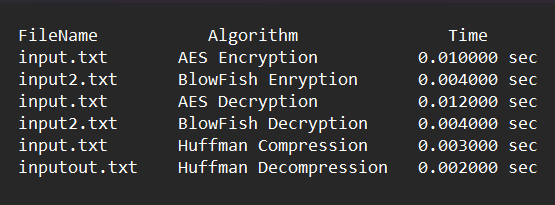 FileName Algorithm Time
input.txt AES Encryption 0.010000 sec
input2.txt BlowFish Enryption 0.004000 sec
input.txt AES Decryption 0.012000 sec
input2.txt BlowFish Decryption 0.004000 sec
input.txt Huffman Compression 0.003000 sec
inputout.txt Huffman Decompression 0.002000 sec